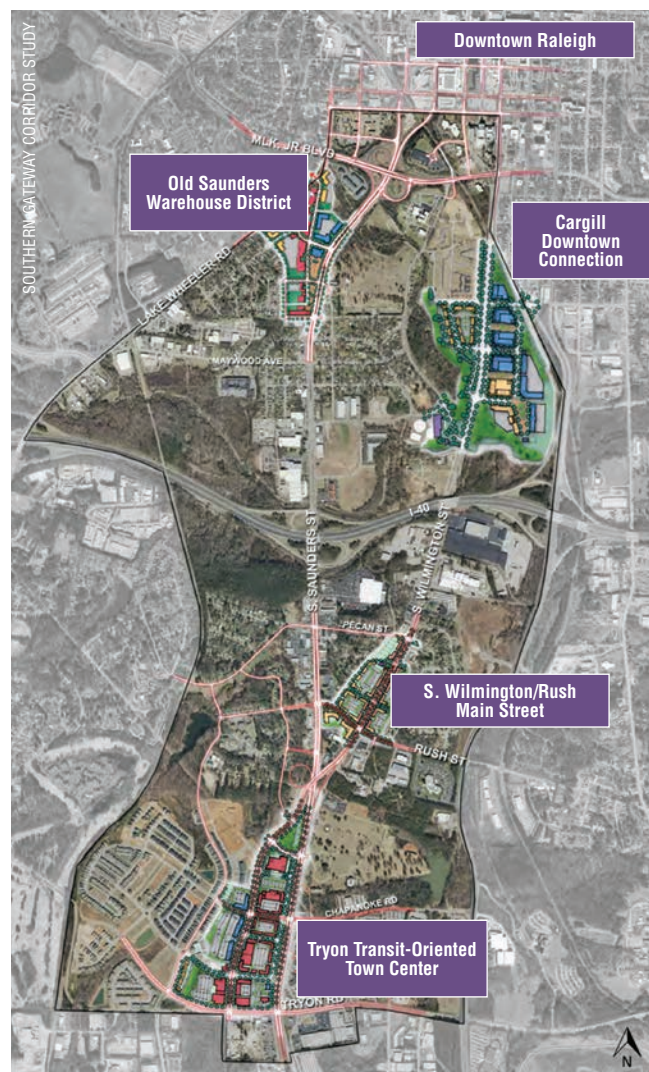 SOUTHERN GATEWAY CORRIDOR STUDY
Downtown Raleigh
MLK. JR BLVD
Old Saunders
Warehouse District
Cargill
Downtown
Connection
LAKE WHEELER RD
MAYWOOD AVE
I-40
S. SAUNDERS ST
S. WILMINGTON ST
PECAN ST
S. Wilmington/Rush
Main Street
RUSH ST
CHAPANOKE RD
Tryon Transit-Oriented
Town Center
TRYON RD
N